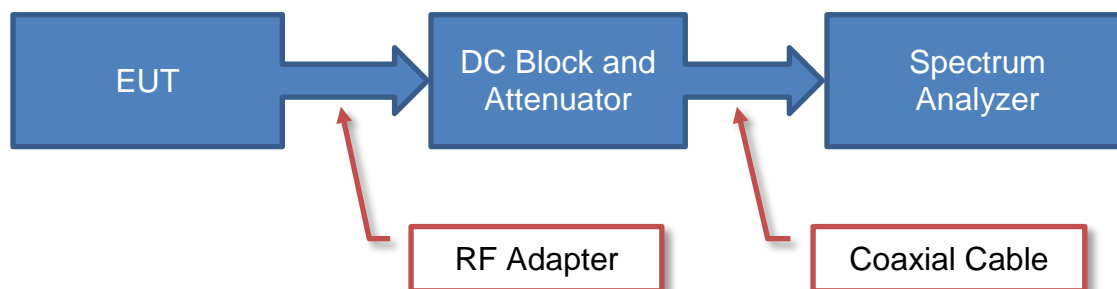 EUT
DC Block and
Attenuator
Spectrum
Analyzer
RF Adapter
Coaxial Cable